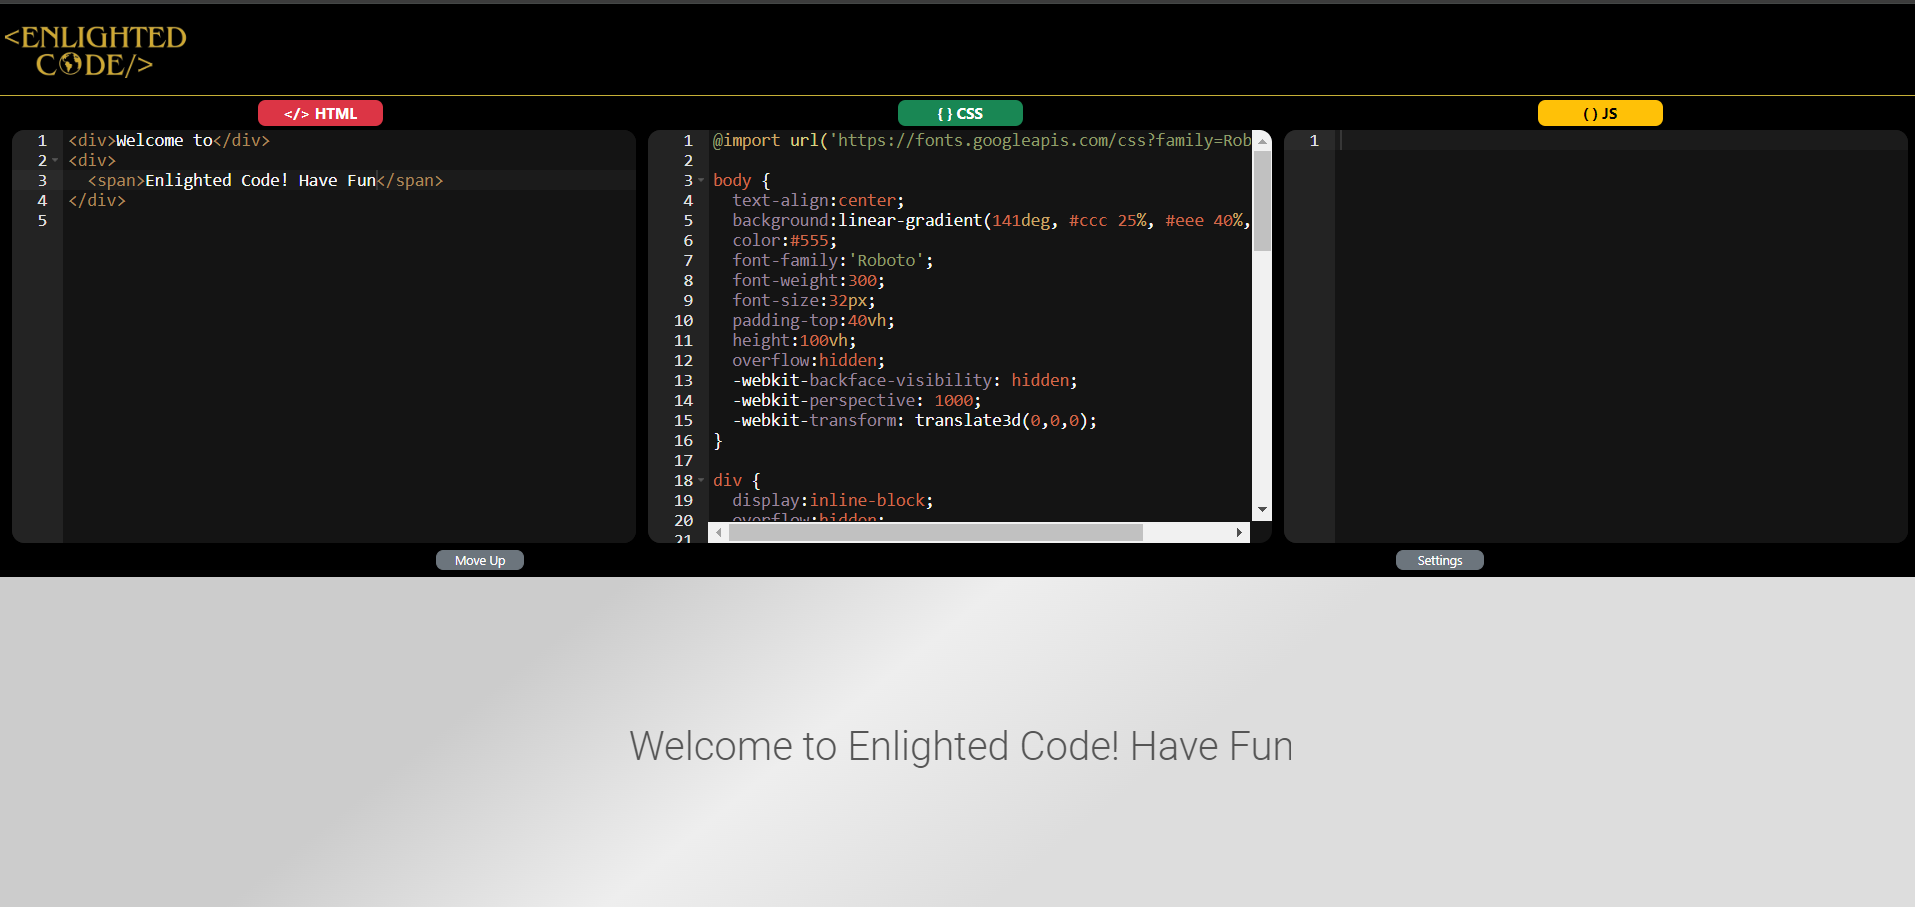 <ENLIGHTED
CODE/>
</> HTML
{ } CSS
( ) JS
1 <div>Welcome to</div>
2 <div>
3 <span>Enlighted Code! Have Fun</span>
4 </div>
5
1 @import url('https://fonts.googleapis.com/css?family=Rob
2
3 body {
4 text-align:center;
5 background:linear-gradient(141deg, #ccc 25%, #eee 40%,
6 color:#555;
7 font-family:'Roboto';
8 font-weight:300;
9 font-size:32px;
10 padding-top:40vh;
11 height:100vh;
12 overflow:hidden;
13 -webkit-backface-visibility: hidden;
14 -webkit-perspective: 1000;
15 -webkit-transform: translate3d(0,0,0);
16 }
17
18 div {
19 display:inline-block;
20 overflow:hidden;
21
1
Move Up
Settings
Welcome to Enlighted Code! Have Fun